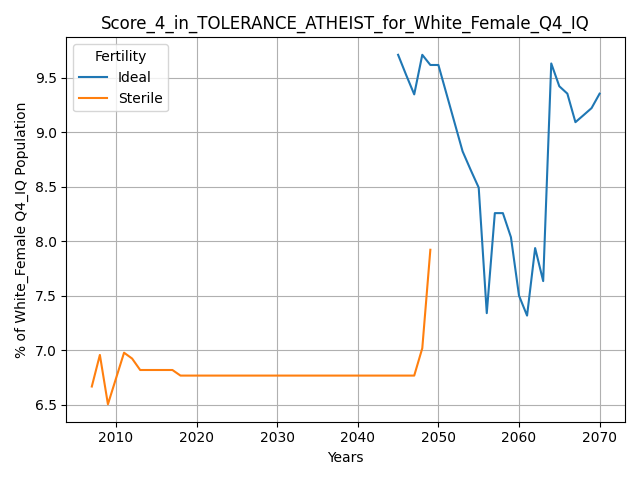 Score_4_in_TOLERANCE_ATHEIST_for_White_Female_Q4_IQ
Fertility
Ideal
Sterile
% of White_Female Q4_IQ Population
9.5
9.0
8.5
8.0
7.5
7.0
6.5
2010 2020 2030 2040 2050 2060 2070
Years